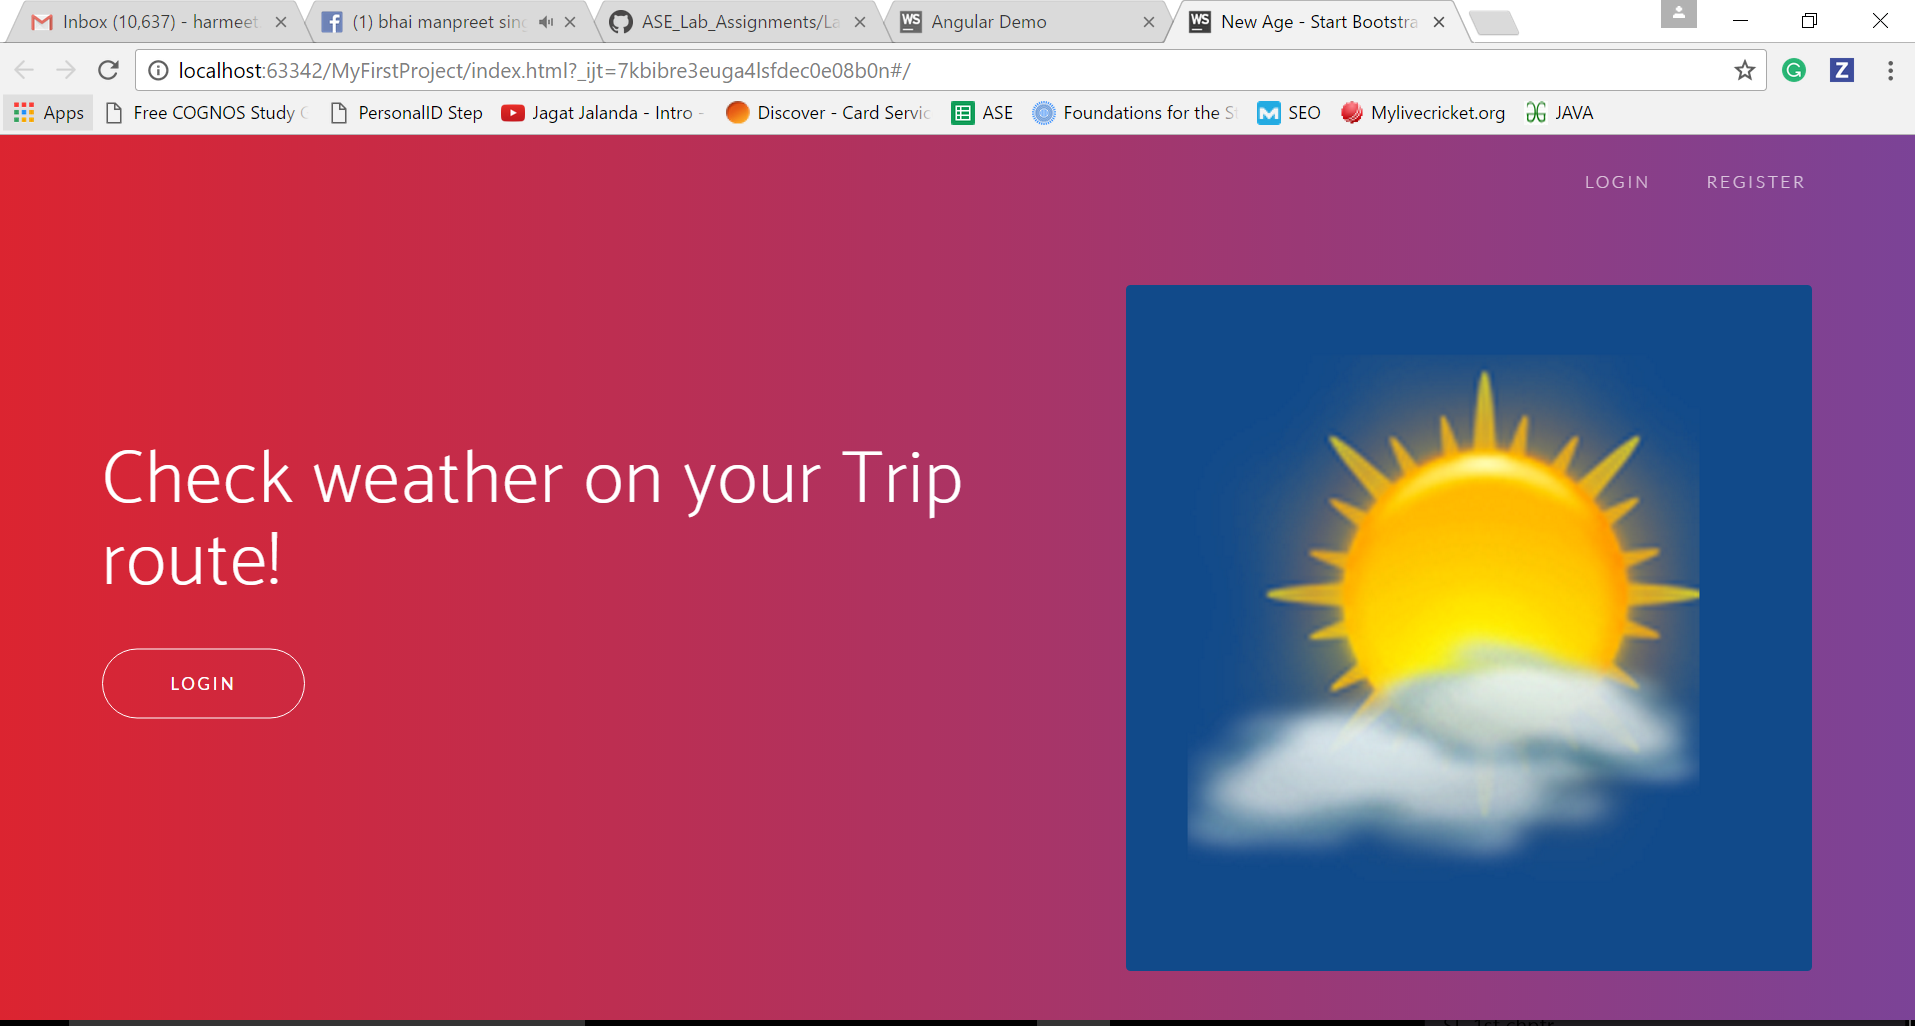 Inbox (10,637) - harmeet
(1) bhai manpreet sin
ASE_Lab_Assignments/La
WS Angular Demo
WS New Age - Start Bootstra
localhost:63342/MyFirstProject/index.html?_ijt=7kbibre3euga4lsfdec0e08b0n#/
Apps
Free COGNOS Study
PersonalID Step
Jagat Jalanda - Intro -
Discover - Card Servic
ASE
Foundations for the S
SEO
Mylivecricket.org
JAVA
LOGIN
REGISTER
Check weather on your Trip
route!
LOGIN